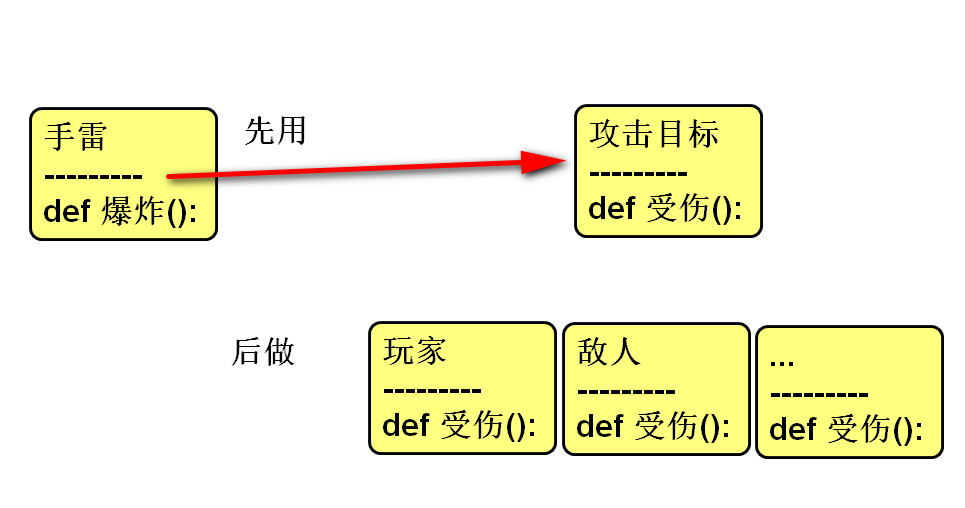 手雷
---------
def 爆炸():
先用
攻击目标
---------
def 受伤():
后做
玩家
---------
def 受伤():
敌人
---------
def 受伤():
...
---------
def 受伤():